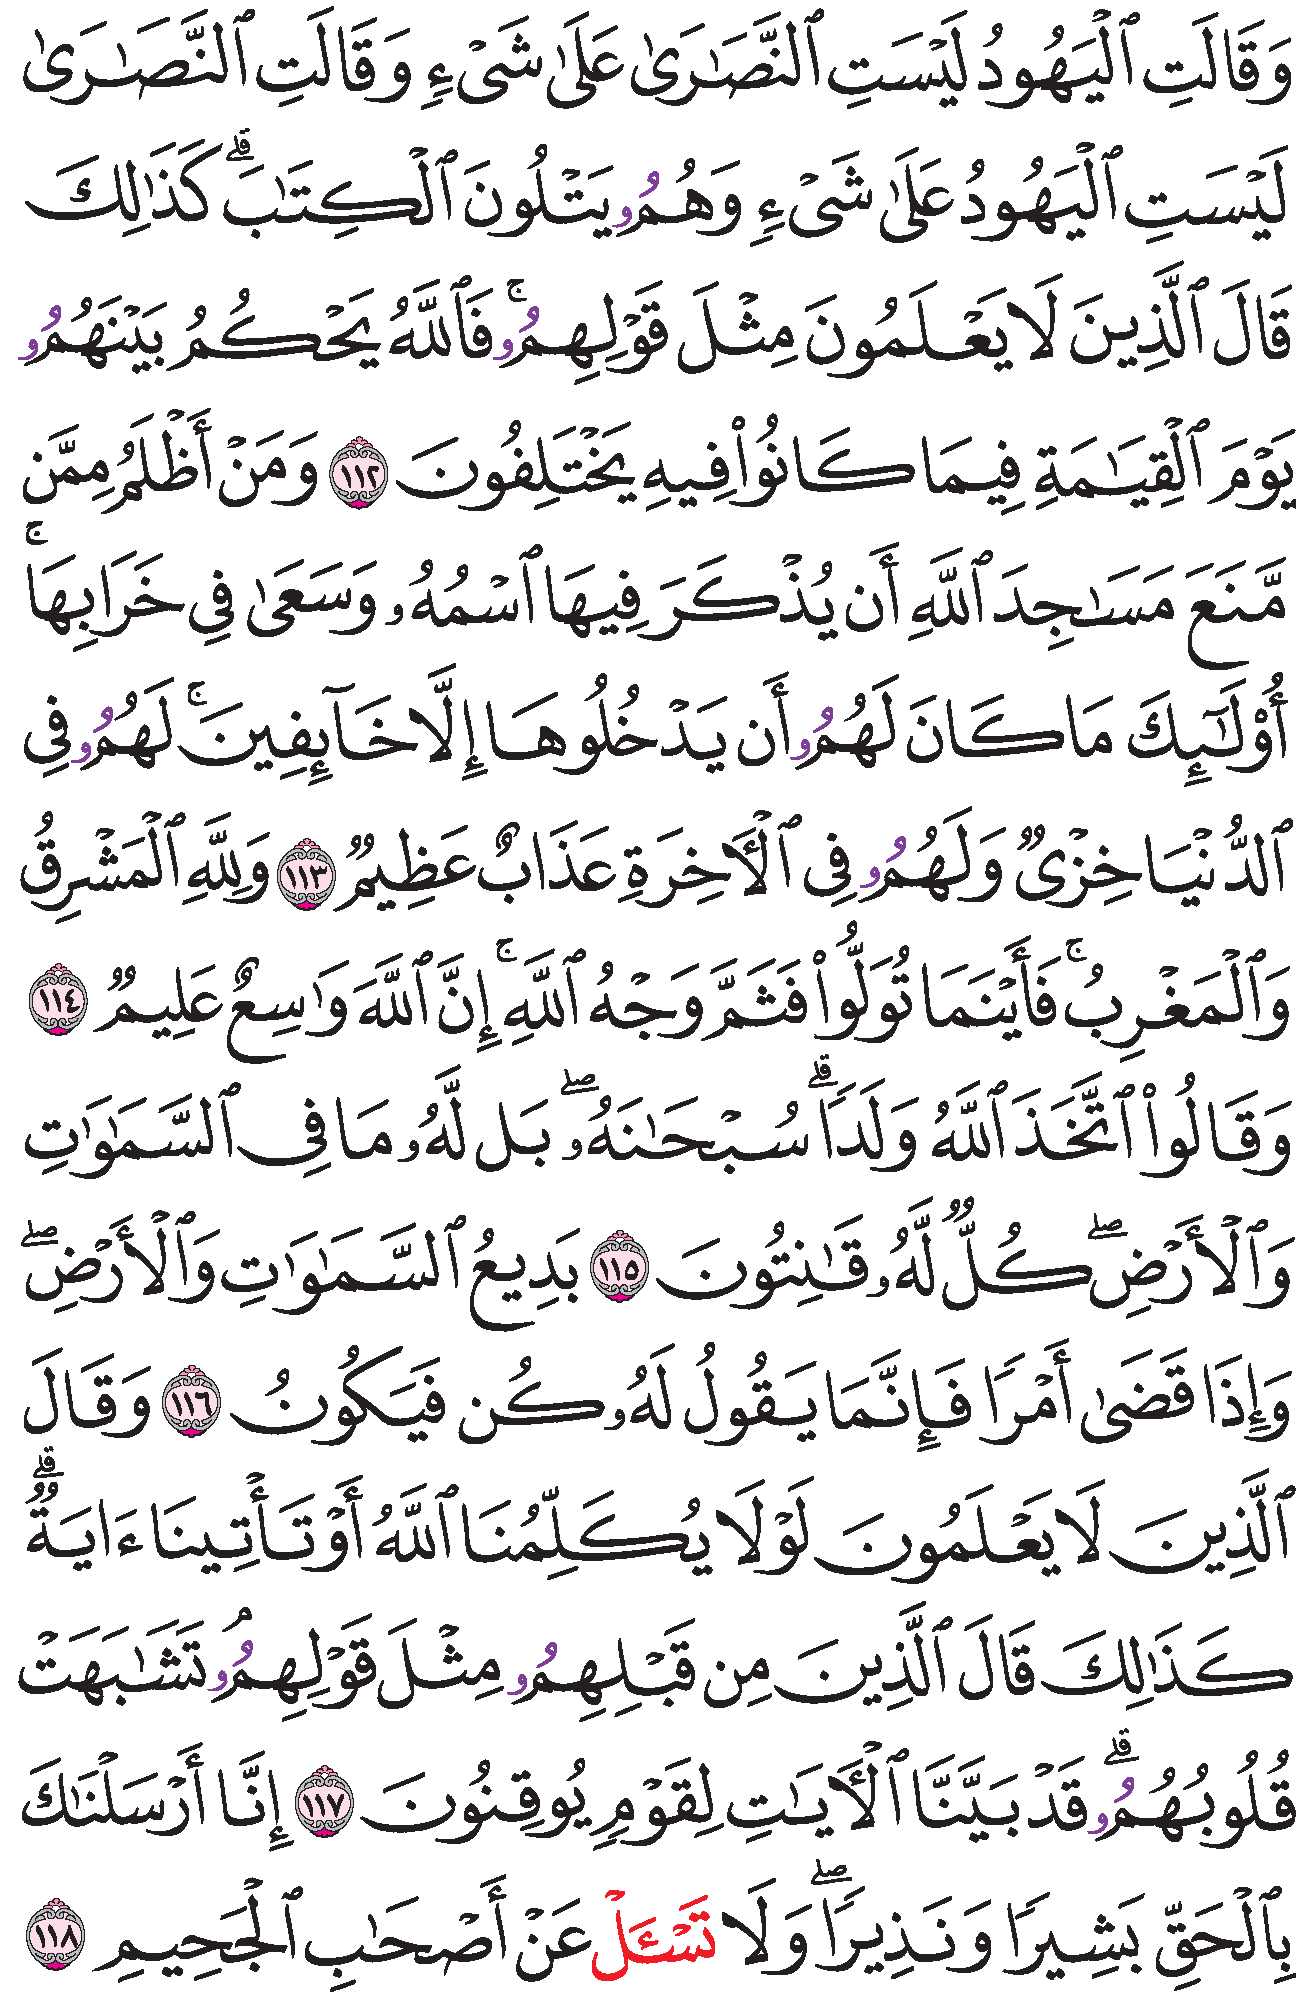 وَقَالَتِ ٱلْيَهُودُ لَيْسَتِ ٱلنَّصَٰرَىٰ عَلَىٰ شَىْءٍ وَقَالَتِ ٱلنَّصَٰرَىٰ
لَيْسَتِ ٱلْيَهُودُ عَلَىٰ شَىْءٍ وَهُمُۥ يَتْلُونَ ٱلْكِتَٰبَ ۗ كَذَٰلِكَ
قَالَ ٱلَّذِينَ لَا يَعْلَمُونَ مِثْلَ قَوْلِهِمُۥ ۚ فَٱللَّهُ يَحْكُمُ بَيْنَهُمُۥ
يَوْمَ ٱلْقِيَٰمَةِ فِيمَا كَانُوا۟ فِيهِ يَخْتَلِفُونَ ١١٢ وَمَنْ أَظْلَمُ مِمَّن
مَّنَعَ مَسَٰجِدَ ٱللَّهِ أَن يُذْكَرَ فِيهَا ٱسْمُهُۥ وَسَعَىٰ فِى خَرَابِهَا ۚ
أُو۟لَٰٓئِكَ مَا كَانَ لَهُمُۥ أَن يَدْخُلُوهَا إِلَّا خَآئِفِينَ ۚ لَهُمُۥ فِى
ٱلدُّنْيَا خِزْىٌ وَلَهُمُۥ فِى ٱلْأَخِرَةِ عَذَابٌ عَظِيمٌ ١١٣ وَلِلَّهِ ٱلْمَشْرِقُ
وَٱلْمَغْرِبُ ۚ فَأَيْنَمَا تُوَلُّوا۟ فَثَمَّ وَجْهُ ٱللَّهِ ۚ إِنَّ ٱللَّهَ وَٰسِعٌ عَلِيمٌ ١١٤
وَقَالُوا۟ ٱتَّخَذَ ٱللَّهُ وَلَدًا ۗ سُبْحَٰنَهُۥ ۖ بَل لَّهُۥ مَا فِى ٱلسَّمَٰوَٰتِ
وَٱلْأَرْضِ ۖ كُلٌّ لَّهُۥ قَٰنِتُونَ ١١٥ بَدِيعُ ٱلسَّمَٰوَٰتِ وَٱلْأَرْضِ ۖ
وَإِذَا قَضَىٰ أَمْرًا فَإِنَّمَا يَقُولُ لَهُۥ كُن فَيَكُونُ ١١٦ وَقَالَ
ٱلَّذِينَ لَا يَعْلَمُونَ لَوْلَا يُكَلِّمُنَا ٱللَّهُ أَوْ تَأْتِينَا ءَايَةٌ ۗ
كَذَٰلِكَ قَالَ ٱلَّذِينَ مِن قَبْلِهِمُۥ مِثْلَ قَوْلِهِمُۥ ۘ تَشَٰبَهَتْ
قُلُوبُهُمُۥ ۗ قَدْ بَيَّنَّا ٱلْأَيَٰتِ لِقَوْمٍ يُوقِنُونَ ١١٧ إِنَّا أَرْسَلْنَٰكَ
بِٱلْحَقِّ بَشِيرًا وَنَذِيرًا ۖ وَلَا تَسْـَٔلْ عَنْ أَصْحَٰبِ ٱلْجَحِيمِ ١١٨